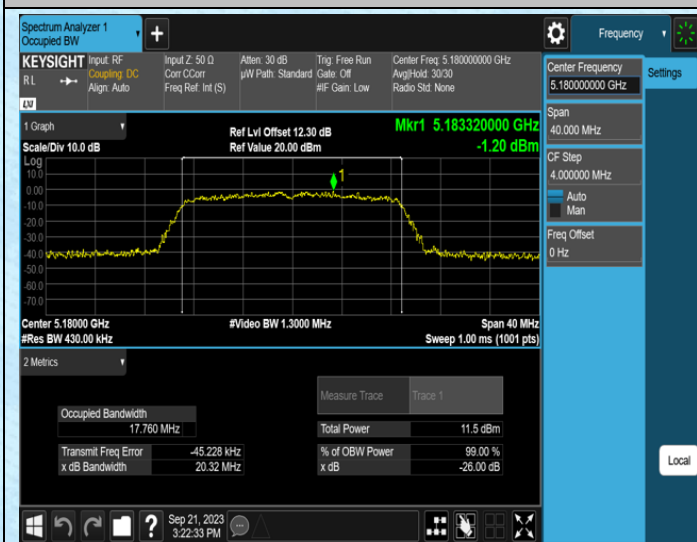 Spectrum Analyzer 1
Occupied BW
Frequency
KEYSIGHT
R L
LXI
Input: RF
Coupling: DC
Align: Auto
Input Z: 50 Ω
Corr CCorr
Freq Ref: Int (S)
Atten: 30 dB
µW Path: Standard
Trig: Free Run
Gate: Off
#IF Gain: Low
Center Freq: 5.180000000 GHz
Avg|Hold: 30/30
Radio Std: None
Center Frequency
5.180000000 GHz
Settings
Span
40.000 MHz
CF Step
4.000000 MHz
Auto
Man
Freq Offset
0 Hz
Local
1 Graph
Scale/Div 10.0 dB
Ref Lvl Offset 12.30 dB
Ref Value 20.00 dBm
Mkr1 5.183320000 GHz
-1.20 dBm
Log
10.0
0.00
-10.0
-20.0
-30.0
-40.0
-50.0
-60.0
-70.0
1
Center 5.18000 GHz
#Res BW 430.00 kHz
#Video BW 1.3000 MHz
Span 40 MHz
Sweep 1.00 ms (1001 pts)
2 Metrics
Measure Trace Trace 1
Occupied Bandwidth
17.760 MHz
Total Power 11.5 dBm
Transmit Freq Error -45.228 kHz
% of OBW Power 99.00 %
x dB Bandwidth 20.32 MHz
x dB -26.00 dB
Sep 21, 2023
3:22:33 PM